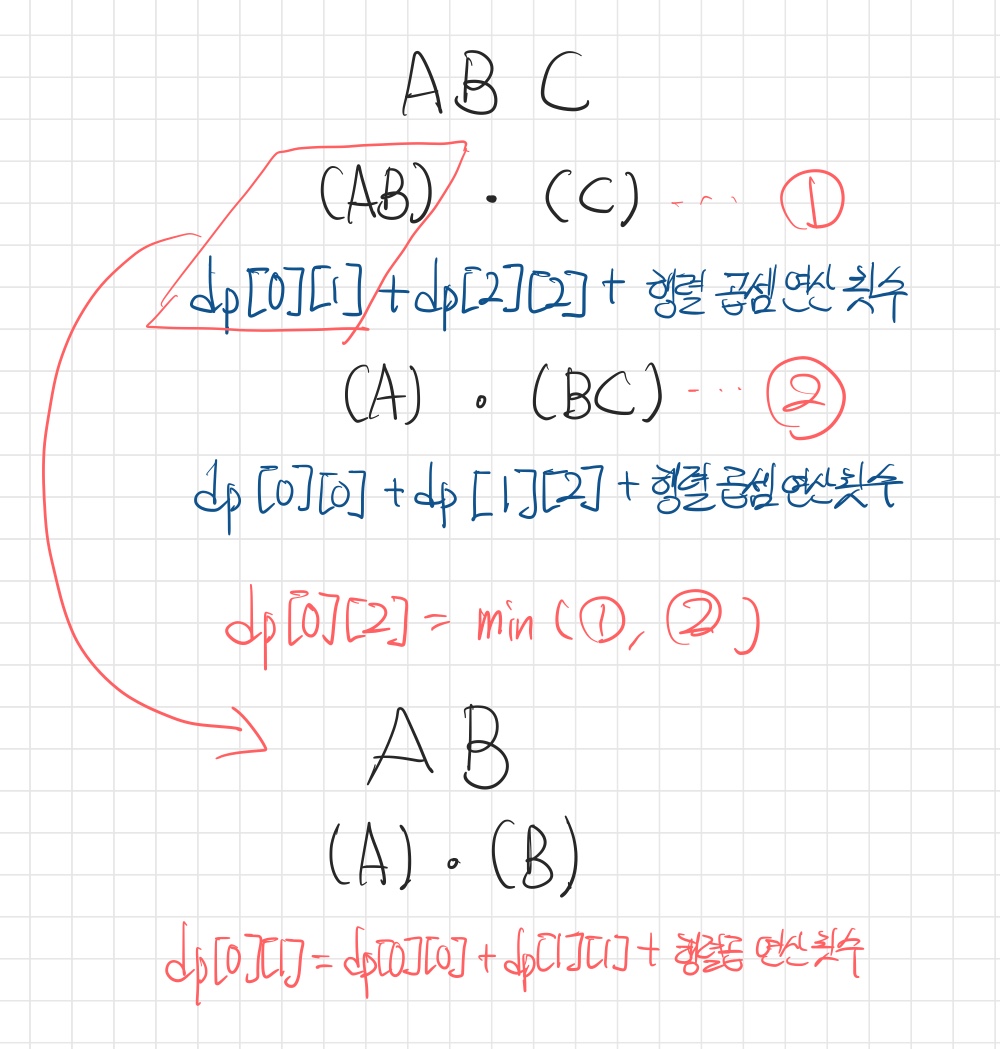 A B C
(AB) · (C) ··· ①
dp[0][1] + dp[2][2] + 행렬 곱셈 연산 횟수
(A) · (BC) ··· ②
dp[0][0] + dp[1][2] + 행렬 곱셈 연산 횟수
dp[0][2] = min(①, ②)
A B
(A) · (B)
dp[0][1] = dp[0][0] + dp[1][1] + 행렬곱 연산 횟수